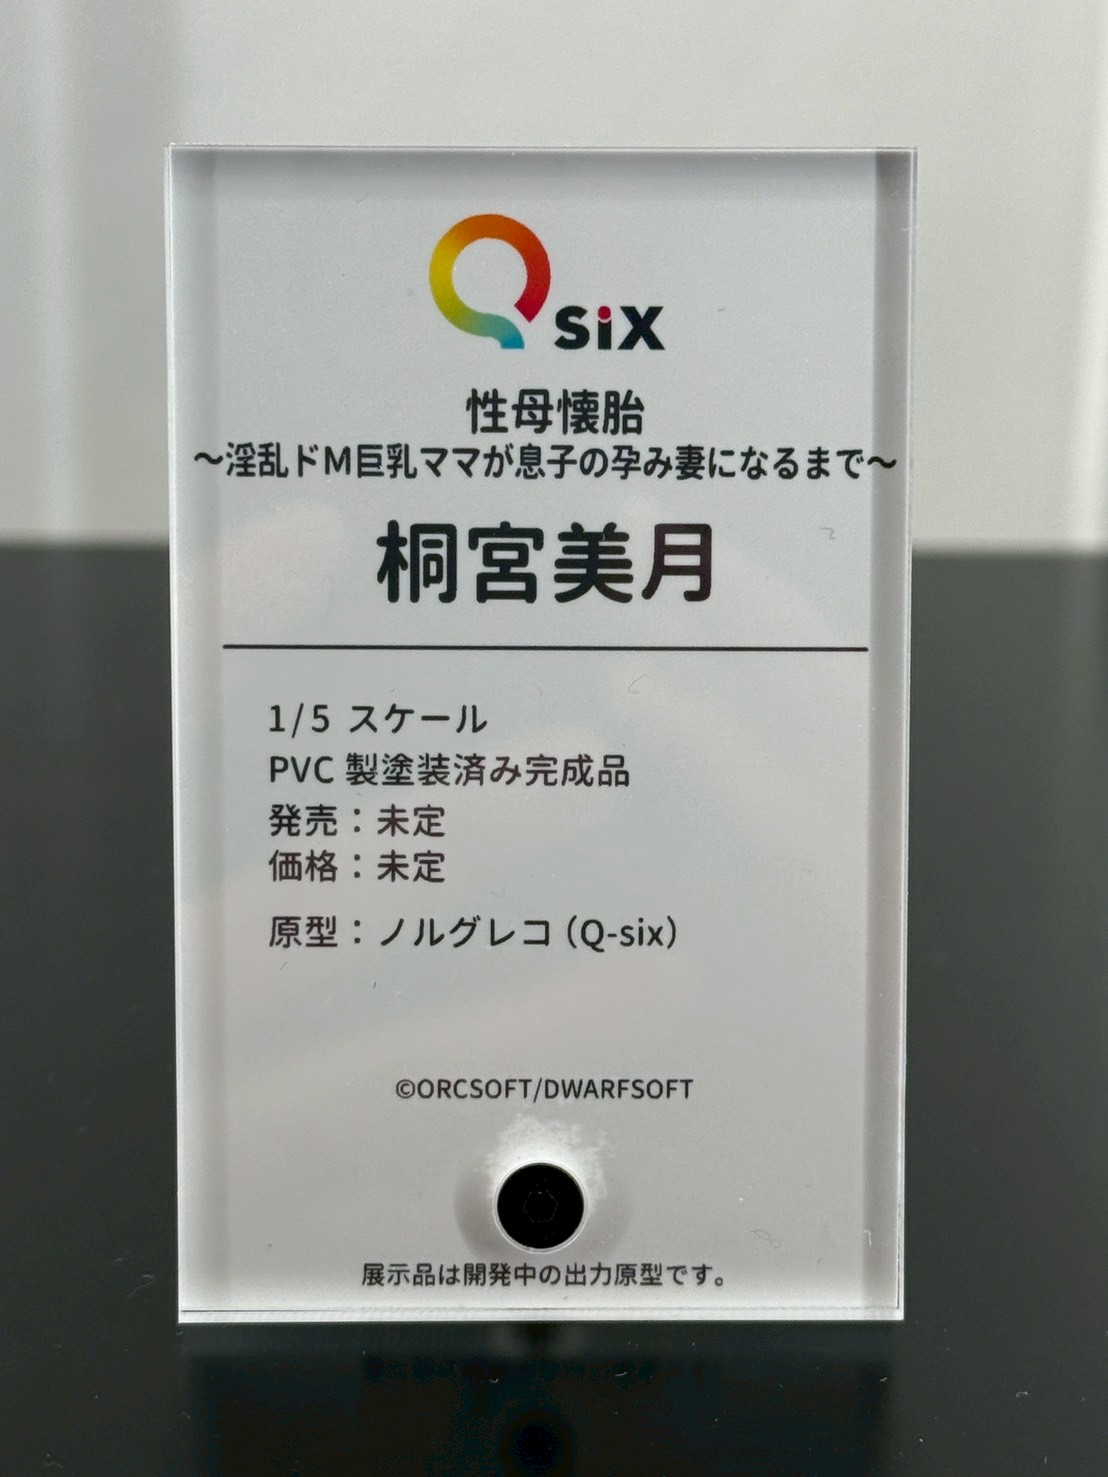 Q six
性母懐胎
～淫乱ドM巨乳ママが息子の孕み妻になるまで～
桐宮美月
1/5 スケール
PVC 製塗装済み完成品
発売：未定
価格：未定
原型：ノルグレコ（Q-six）
©ORCSOFT/DWARFSOFT
展示品は開発中の出力原型です。